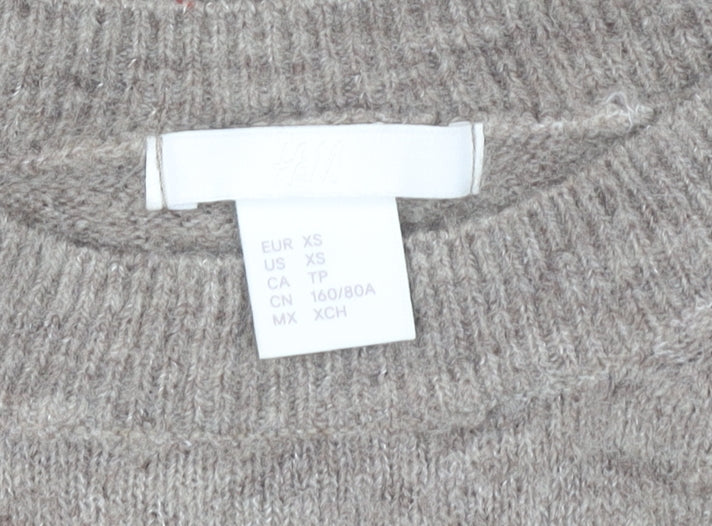 H&M
EUR XS
US XS
CA TP
CN 160/80A
MX XCH